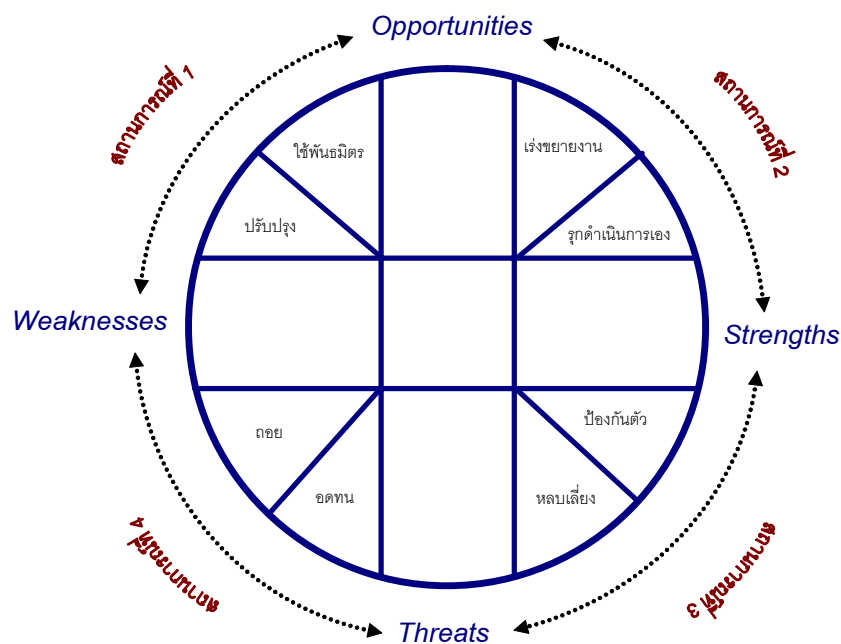 Opportunities
สถานการณ์ที่ 1
สถานการณ์ที่ 2
ใช้พันธมิตร
เร่งขยายงาน
ปรับปรุง
รุกดำเนินการเอง
Weaknesses
Strengths
ถอย
ป้องกันตัว
อดทน
หลบเลี่ยง
สถานการณ์ที่ 4
สถานการณ์ที่ 3
Threats